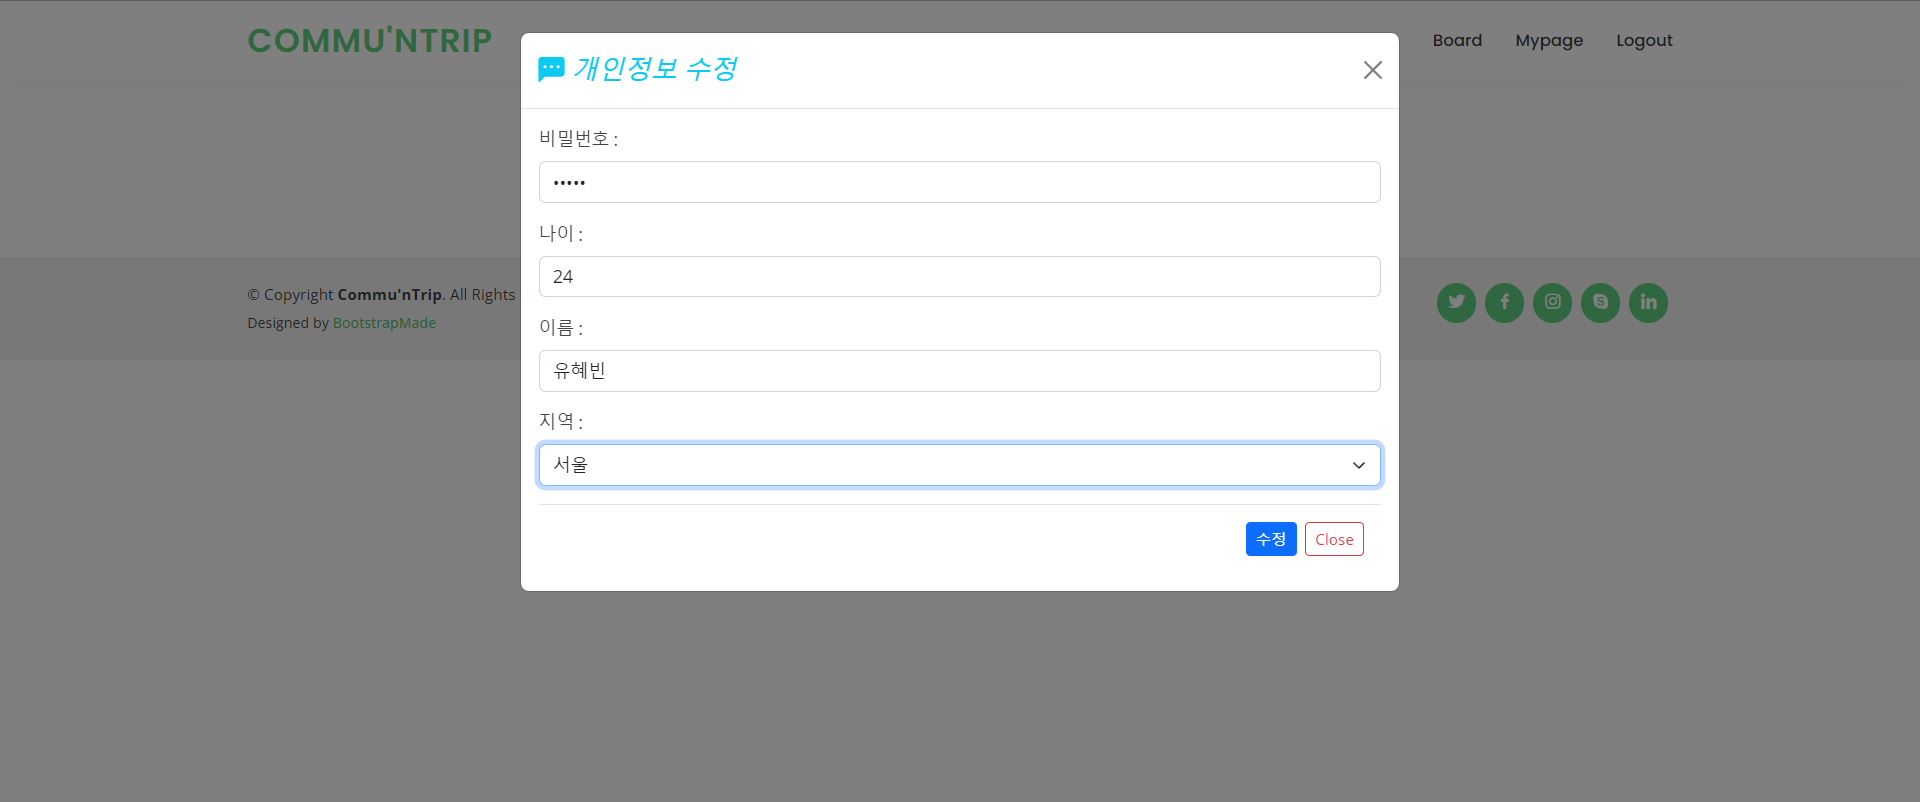 COMMU'NTRIP
Board Mypage Logout
개인정보 수정
비밀번호 :
•••••
나이 :
24
이름 :
유혜빈
지역 :
서울
수정 Close
© Copyright Commu'nTrip. All Rights
Designed by BootstrapMade